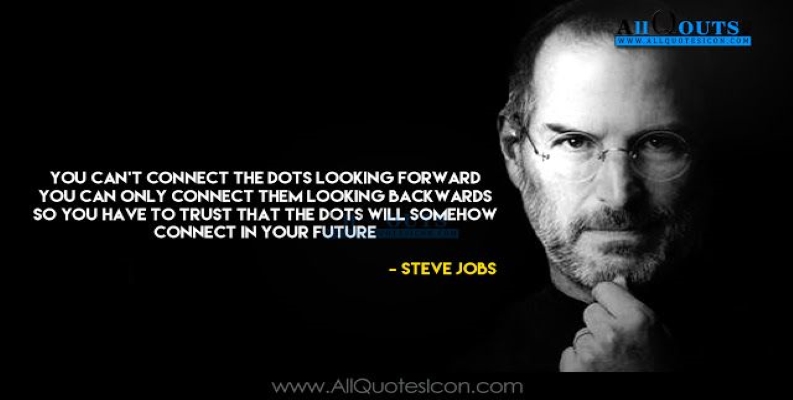 AllQOUTS
WWW.ALLQUOTESICON.COM
YOU CAN'T CONNECT THE DOTS LOOKING FORWARD
YOU CAN ONLY CONNECT THEM LOOKING BACKWARDS
SO YOU HAVE TO TRUST THAT THE DOTS WILL SOMEHOW
CONNECT IN YOUR FUTURE
- STEVE JOBS
www.AllQuotesIcon.com